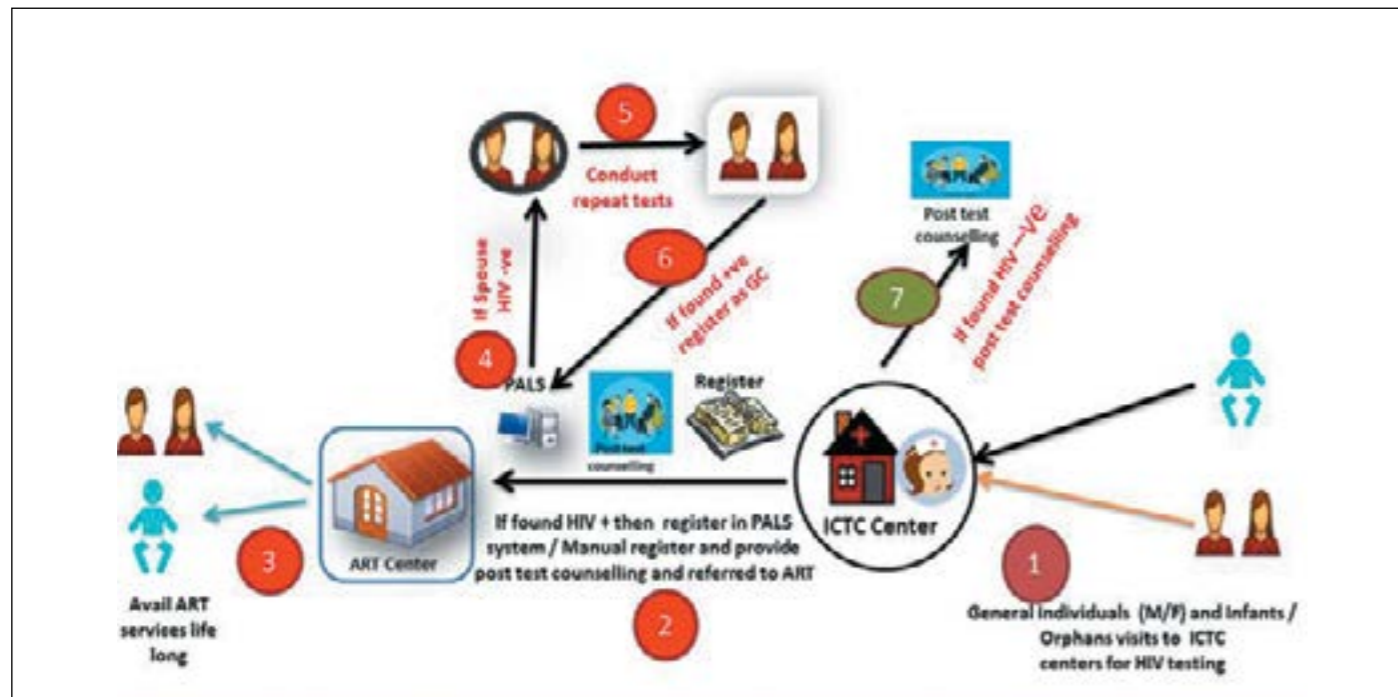 5
Conduct
repeat tests
If Spouse
HIV -ve
4
6
If found +ve
register as GC
PALS
Post test
counselling
Register
Post test
counselling
7
If found HIV -ve
post test counselling
ICTC Center
ART Center
If found HIV + then register in PALS
system / Manual register and provide
post test counselling and referred to ART
2
3
Avail ART
services life
long
1
General Individuals (M/F) and Infants /
Orphans visits to ICTC
centers for HIV testing